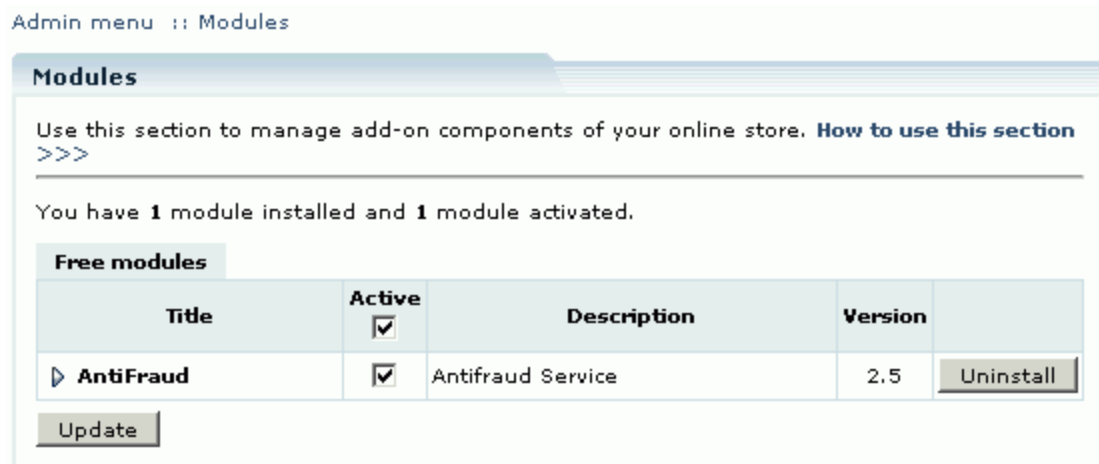 Admin menu :: Modules
Modules
Use this section to manage add-on components of your online store. How to use this section
>>>
You have 1 module installed and 1 module activated.
Free modules
Title Active Description Version
AntiFraud Antifraud Service 2.5 Uninstall
Update